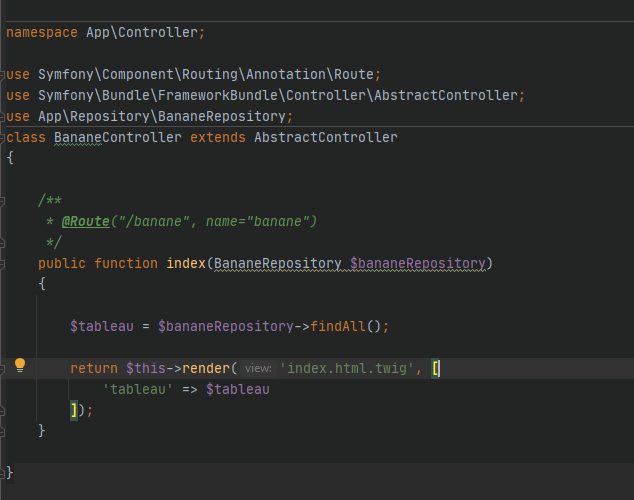 namespace App\Controller;
use Symfony\Component\Routing\Annotation\Route;
use Symfony\Bundle\FrameworkBundle\Controller\AbstractController;
use App\Repository\BananeRepository;
class BananeController extends AbstractController
{
/**
* @Route("/banane", name="banane")
*/
public function index(BananeRepository $bananeRepository)
{
$tableau = $bananeRepository->findAll();
return $this->render( view: 'index.html.twig', [
'tableau' => $tableau
]);
}
}